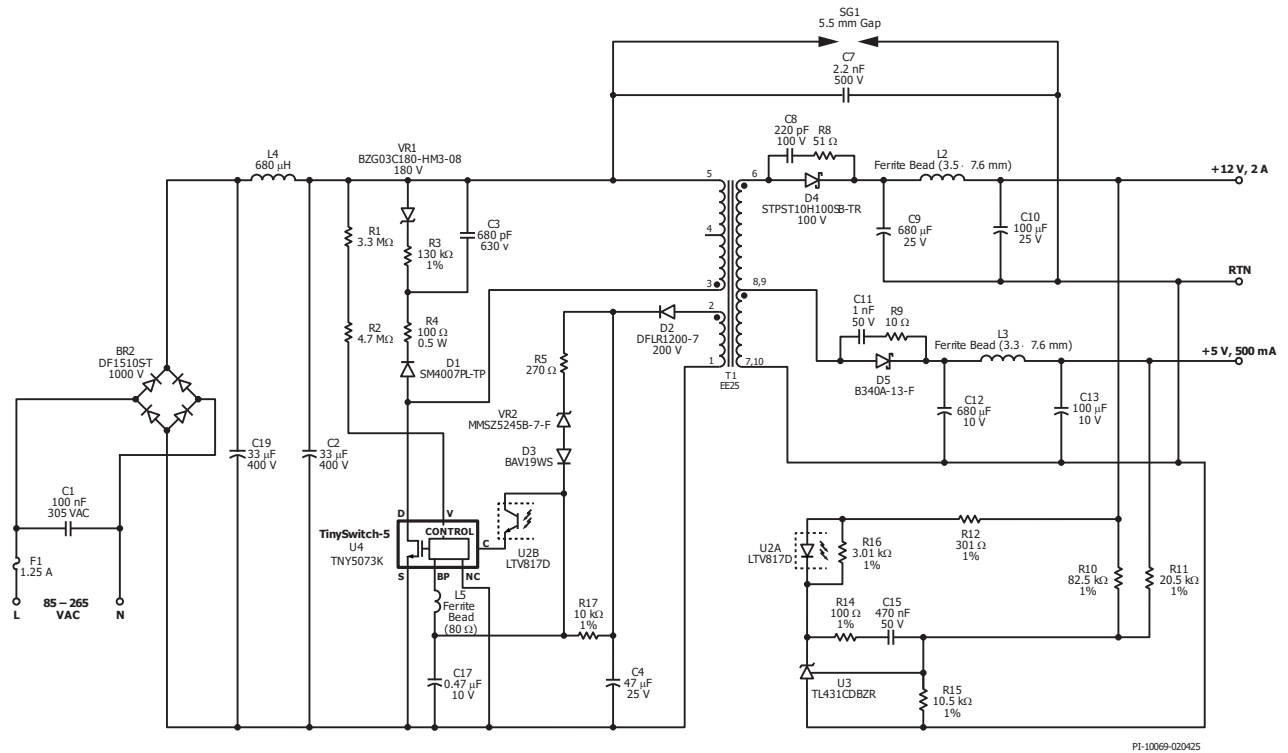 SG1
5.5 mm Gap
C7
2.2 nF
500 V
C8
220 pF
100 V
R8
51 Ω
L2
Ferrite Bead (3.5 · 7.6 mm)
+12 V, 2 A
L4
680 µH
VR1
BZG03C180-HM3-08
180 V
5
6
D4
STPST10H100SB-TR
100 V
C9
680 µF
25 V
C10
100 µF
25 V
R1
3.3 MΩ
R3
130 kΩ
1%
C3
680 pF
630 v
4
3
8,9
RTN
R2
4.7 MΩ
R4
100 Ω
0.5 W
D1
SM4007PL-TP
2
D2
DFLR1200-7
200 V
1
7,10
T1
EE25
C11
1 nF
50 V
R9
10 Ω
L3
Ferrite Bead (3.3 · 7.6 mm)
+5 V, 500 mA
D5
B340A-13-F
BR2
DF1510S-T
1000 V
R5
270 Ω
VR2
MMSZ5245B-7-F
D3
BAV19WS
C12
680 µF
10 V
C13
100 µF
10 V
C19
33 µF
400 V
C2
33 µF
400 V
C1
100 nF
305 VAC
F1
1.25 A
L
85 – 265
VAC
N
D
V
TinySwitch-5
U4
TNY5073K
CONTROL
C
S
BP
NC
U2B
LTV817D
L5
Ferrite
Bead
(80 Ω)
R17
10 kΩ
1%
C17
0.47 µF
10 V
C4
47 µF
25 V
U2A
LTV817D
R16
3.01 kΩ
1%
R12
301 Ω
1%
R10
82.5 kΩ
1%
R11
20.5 kΩ
1%
R14
100 Ω
1%
C15
470 nF
50 V
U3
TL431CDBZR
R15
10.5 kΩ
1%
PI-10069-020425